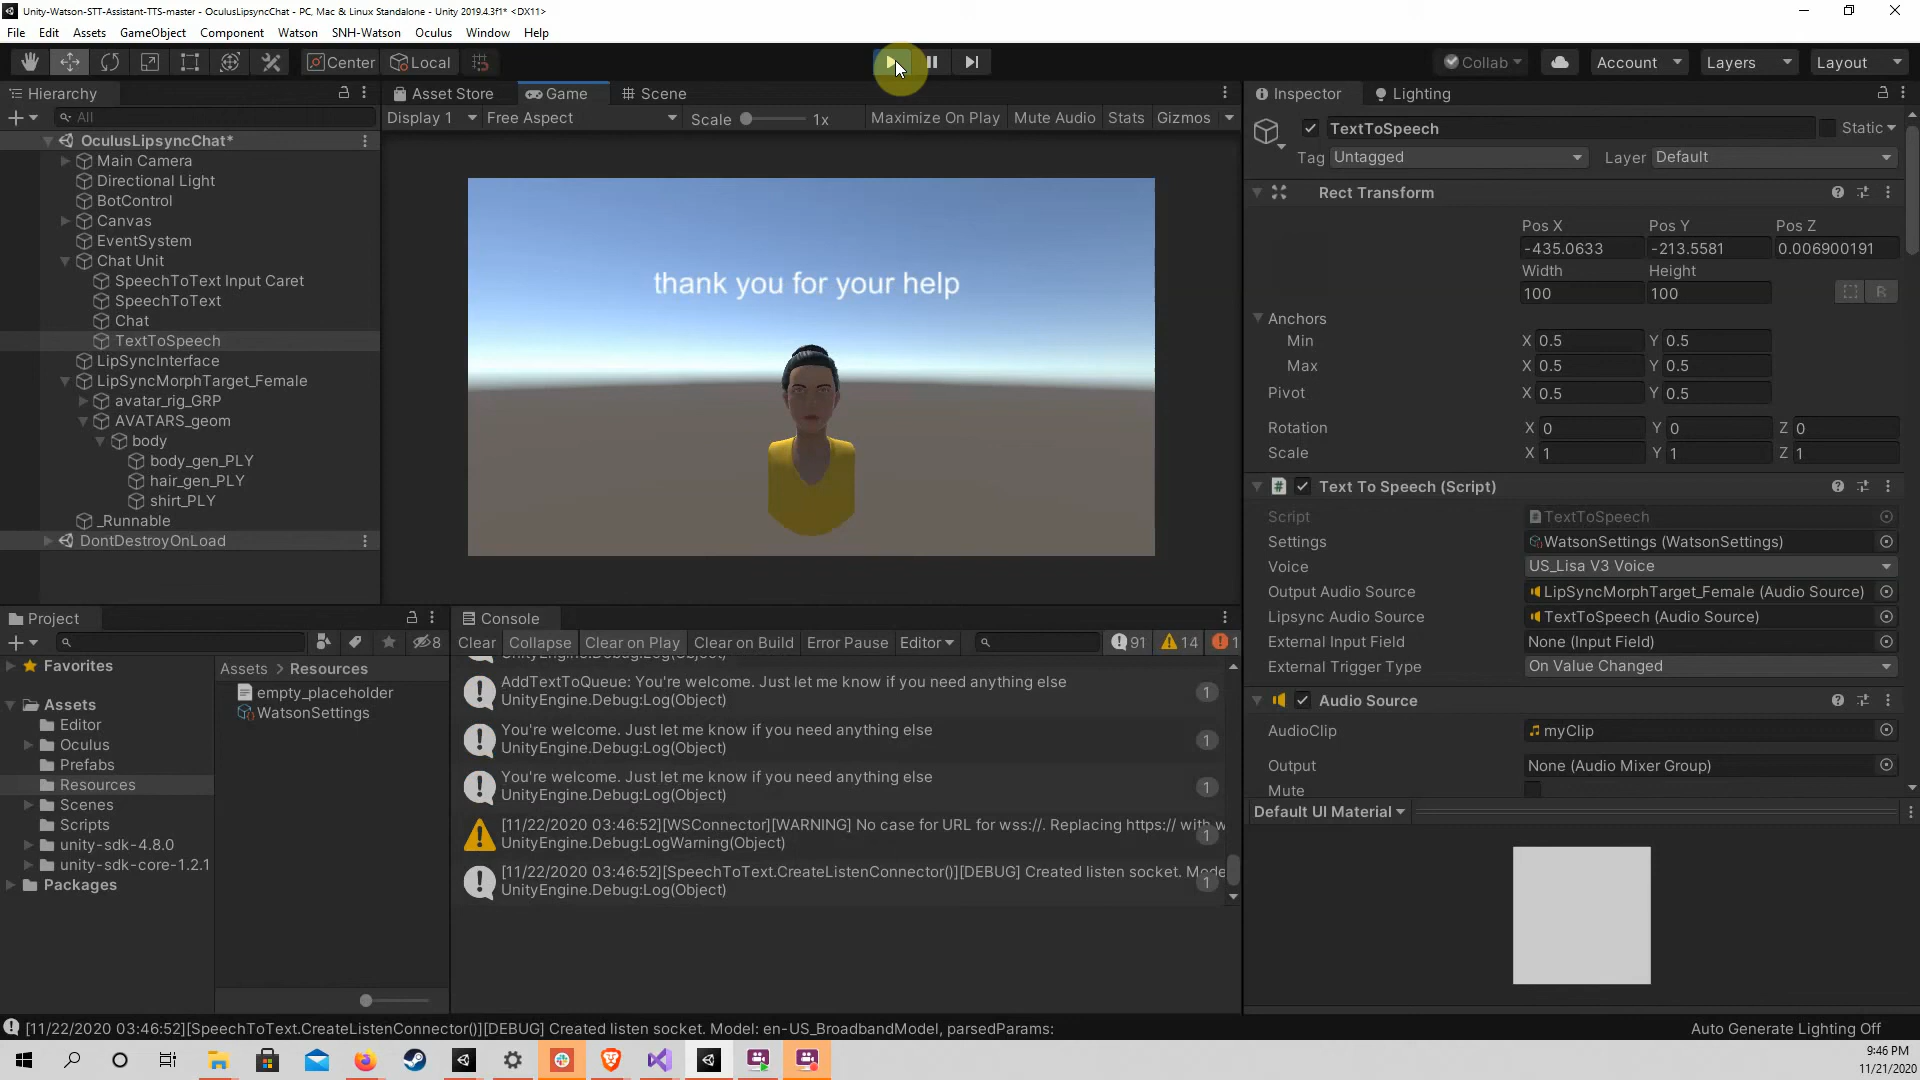 Unity-Watson-STT-Assistant-TTS-master - OculusLipsyncChat - PC, Mac & Linux Standalone - Unity 2019.4.3f1* <DX11>
File Edit Assets GameObject Component Watson SNH-Watson Oculus Window Help
Center Local Collab Account Layers Layout
Hierarchy
All
OculusLipsyncChat*
Main Camera
Directional Light
BotControl
Canvas
EventSystem
Chat Unit
SpeechToText Input Caret
SpeechToText
Chat
TextToSpeech
LipSyncInterface
LipSyncMorphTarget_Female
avatar_rig_GRP
AVATARS_geom
body
body_gen_PLY
hair_gen_PLY
shirt_PLY
_Runnable
DontDestroyOnLoad
Asset Store Game Scene
Display 1 Free Aspect Scale 1x Maximize On Play Mute Audio Stats Gizmos
thank you for your help
Project
8
Favorites
Assets
Editor
Oculus
Prefabs
Resources
Scenes
Scripts
unity-sdk-4.8.0
unity-sdk-core-1.2.1
Packages
Assets > Resources
empty_placeholder
WatsonSettings
Console
Clear Collapse Clear on Play Clear on Build Error Pause Editor 91 14 1
UnityEngine.Debug:Log(Object)
AddTextToQueue: You're welcome. Just let me know if you need anything else
UnityEngine.Debug:Log(Object) 1
You're welcome. Just let me know if you need anything else
UnityEngine.Debug:Log(Object) 1
You're welcome. Just let me know if you need anything else
UnityEngine.Debug:Log(Object) 1
[11/22/2020 03:46:52][WSConnector][WARNING] No case for URL for wss://. Replacing https:// with w
UnityEngine.Debug:LogWarning(Object) 1
[11/22/2020 03:46:52][SpeechToText.CreateListenConnector()][DEBUG] Created listen socket. Mode
UnityEngine.Debug:Log(Object) 1
Inspector Lighting
TextToSpeech Static
Tag Untagged Layer Default
Rect Transform
Pos X Pos Y Pos Z
-435.0633 -213.5581 0.006900191
Width Height
100 100 R
Anchors
Min X 0.5 Y 0.5
Max X 0.5 Y 0.5
Pivot X 0.5 Y 0.5
Rotation X 0 Y 0 Z 0
Scale X 1 Y 1 Z 1
Text To Speech (Script)
Script TextToSpeech
Settings WatsonSettings (WatsonSettings)
Voice US_Lisa V3 Voice
Output Audio Source LipSyncMorphTarget_Female (Audio Source)
Lipsync Audio Source TextToSpeech (Audio Source)
External Input Field None (Input Field)
External Trigger Type On Value Changed
Audio Source
AudioClip myClip
Output None (Audio Mixer Group)
Mute
Default UI Material
[11/22/2020 03:46:52][SpeechToText.CreateListenConnector()][DEBUG] Created listen socket. Model: en-US_BroadbandModel, parsedParams:
Auto Generate Lighting Off
9:46 PM
11/21/2020